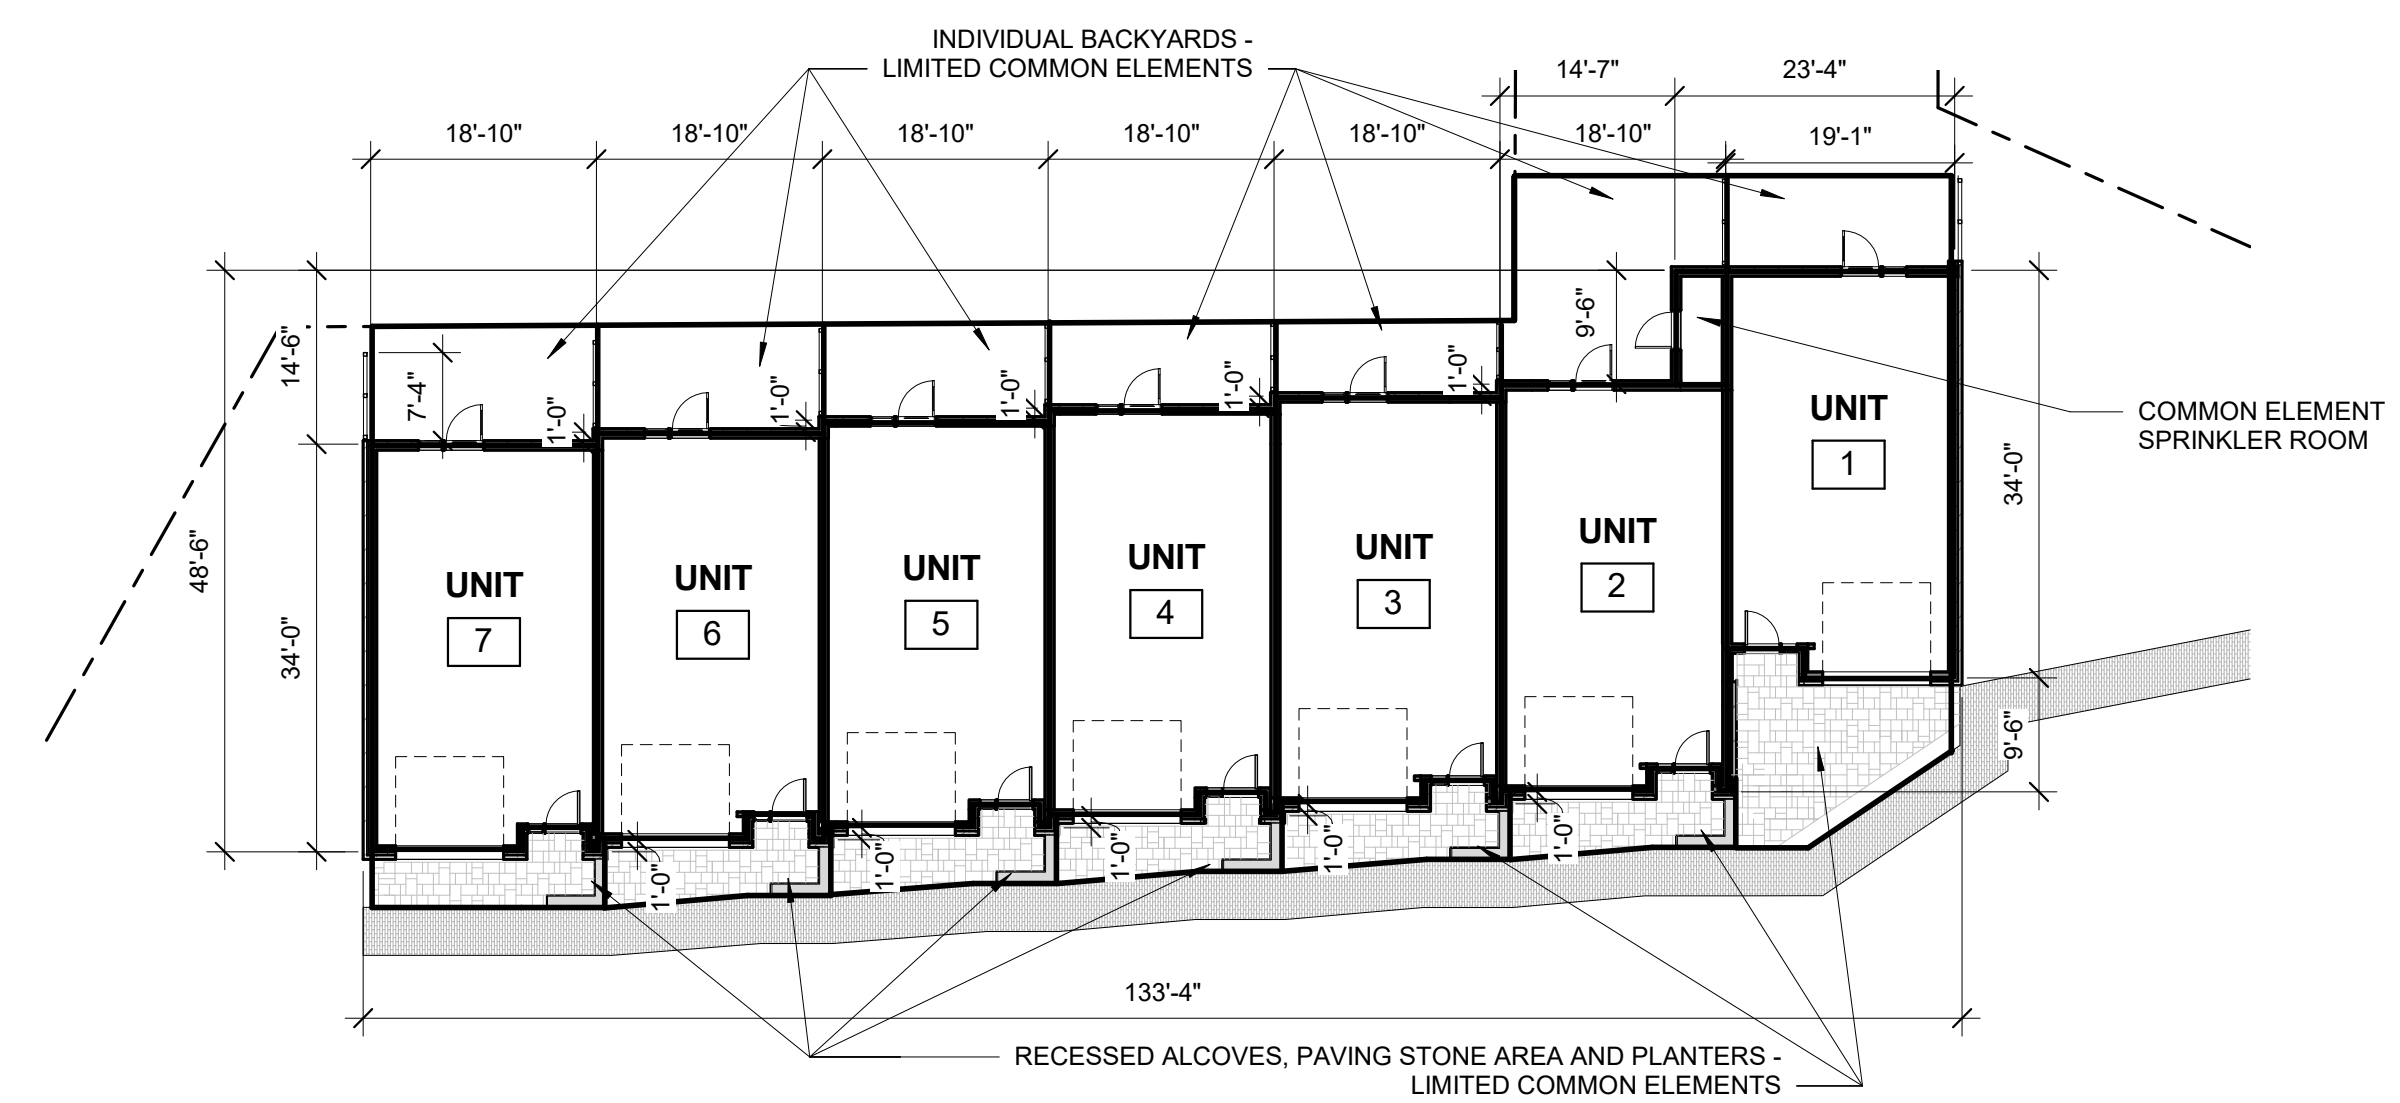 INDIVIDUAL BACKYARDS -
LIMITED COMMON ELEMENTS
14'-7"
23'-4"
18'-10"
18'-10"
18'-10"
18'-10"
18'-10"
18'-10"
19'-1"
14'-6"
7'-4"
1'-0"
1'-0"
1'-0"
1'-0"
1'-0"
9'-6"
48'-6"
34'-0"
34'-0"
9'-6"
COMMON ELEMENT
SPRINKLER ROOM
UNIT
1
UNIT
2
UNIT
3
UNIT
4
UNIT
5
UNIT
6
UNIT
7
1'-0"
1'-0"
1'-0"
1'-0"
1'-0"
133'-4"
RECESSED ALCOVES, PAVING STONE AREA AND PLANTERS -
LIMITED COMMON ELEMENTS